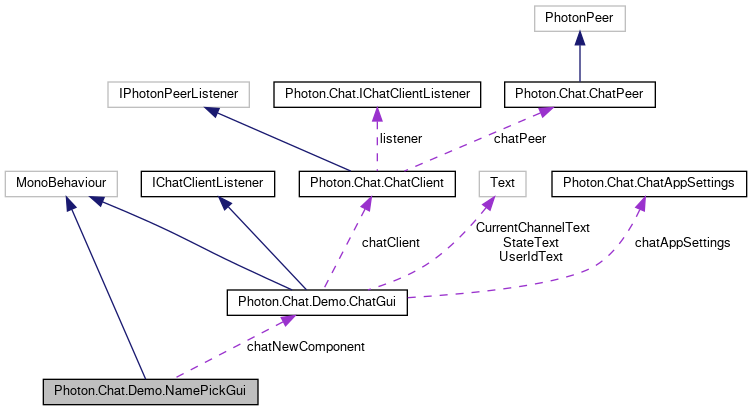 PhotonPeer
IPhotonPeerListener
Photon.Chat.IChatClientListener
Photon.Chat.ChatPeer
listener
chatPeer
MonoBehaviour
IChatClientListener
Photon.Chat.ChatClient
Text
Photon.Chat.ChatAppSettings
chatClient
CurrentChannelText
StateText
UserIdText
chatAppSettings
Photon.Chat.Demo.ChatGui
chatNewComponent
Photon.Chat.Demo.NamePickGui